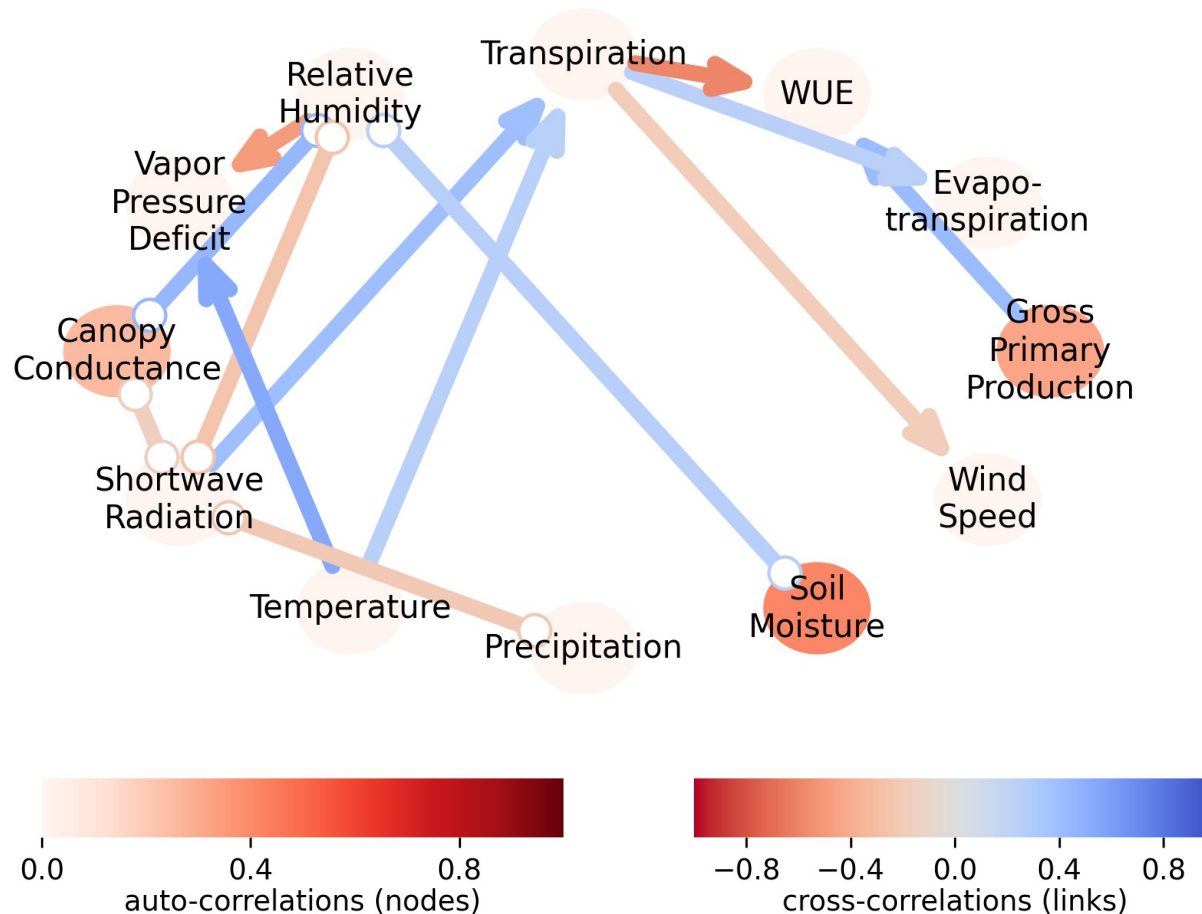 Transpiration
Relative
Humidity
WUE
Vapor
Pressure
Deficit
Evapo-
transpiration
Canopy
Conductance
Gross
Primary
Production
Shortwave
Radiation
Wind
Speed
Temperature
Precipitation
Soil
Moisture
0.0 0.4 0.8
auto-correlations (nodes)
−0.8 −0.4 0.0 0.4 0.8
cross-correlations (links)